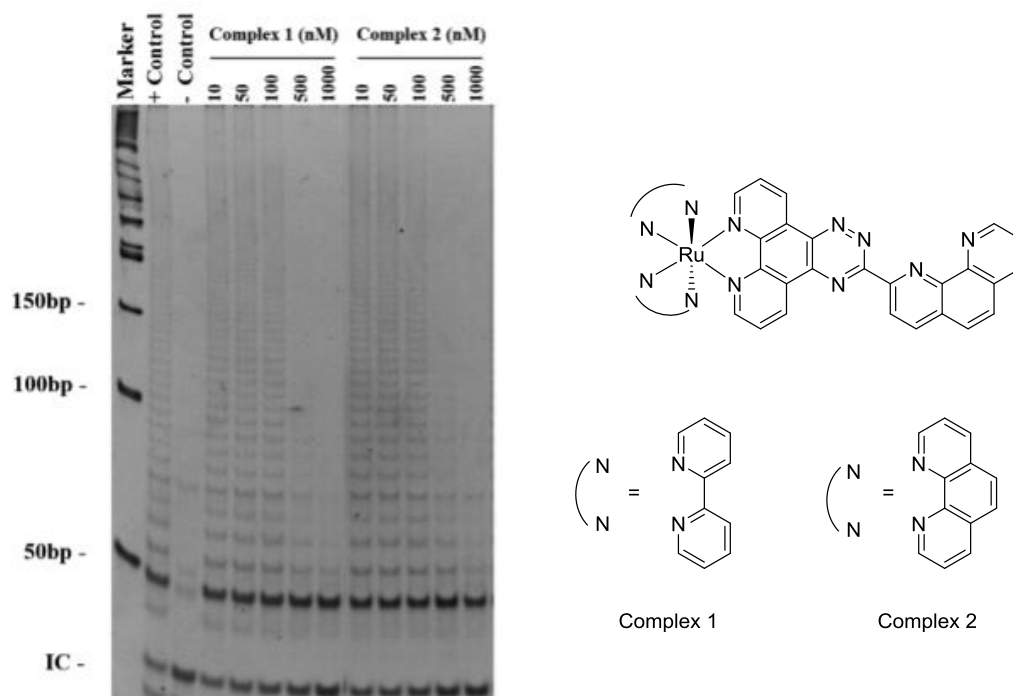 Marker
+ Control
- Control
Complex 1 (nM)
10
50
100
500
1000
Complex 2 (nM)
10
50
100
500
1000
150bp -
100bp -
50bp -
IC -
N
N
N
N
Ru
N
N
N
N
N
N
N
N
N
=
N
N
Complex 1
N
N
=
N
N
Complex 2